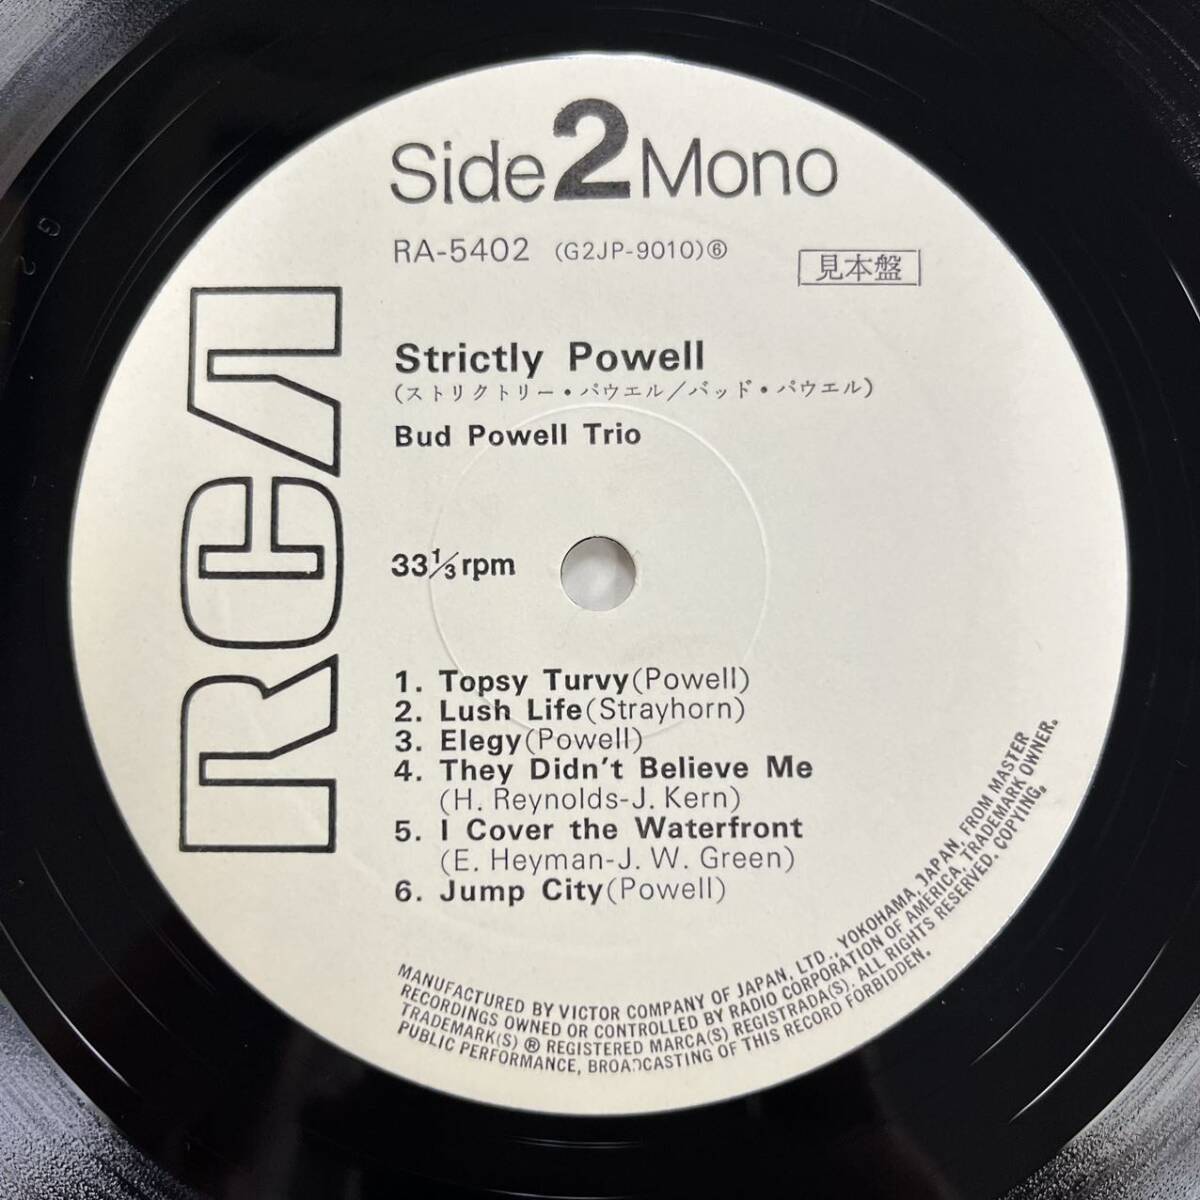 Side 2 Mono
RA-5402 (G2JP-9010)⑥
見本盤
RCA
Strictly Powell
(ストリクトリー・パウエル/バッド・パウエル)
Bud Powell Trio
33 1/3 rpm
1. Topsy Turvy (Powell)
2. Lush Life (Strayhorn)
3. Elegy (Powell)
4. They Didn't Believe Me
(H. Reynolds-J. Kern)
5. I Cover the Waterfront
(E. Heyman-J. W. Green)
6. Jump City (Powell)
MANUFACTURED BY VICTOR COMPANY OF JAPAN, LTD., YOKOHAMA, JAPAN, FROM MASTER
RECORDINGS OWNED OR CONTROLLED BY RADIO CORPORATION OF AMERICA, TRADEMARK OWNER.
TRADEMARK(S) ® REGISTERED MARCA(S) REGISTRADA(S). ALL RIGHTS RESERVED. COPYING,
PUBLIC PERFORMANCE, BROADCASTING OF THIS RECORD FORBIDDEN.